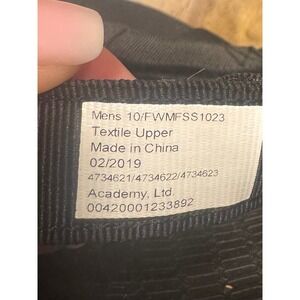 Mens 10/FWMFSS1023
Textile Upper
Made in China
02/2019
4734621/4734622/4734623
Academy, Ltd.
00420001233892